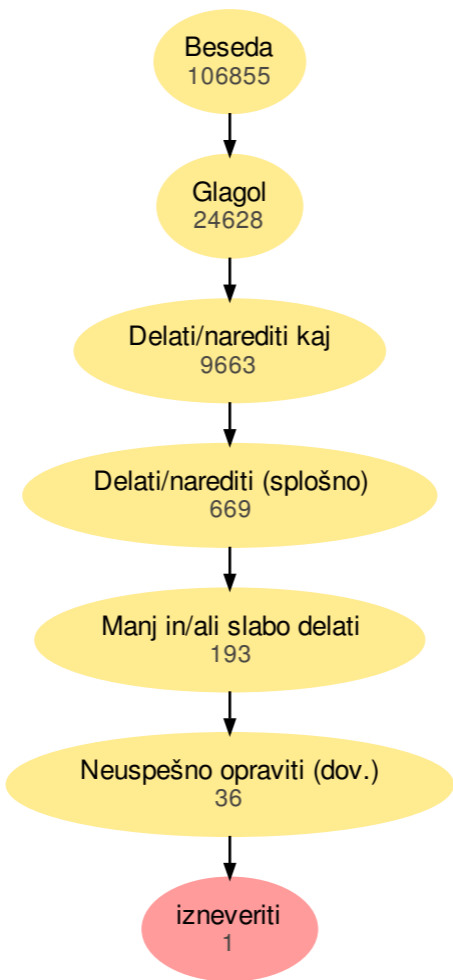 Beseda
106855
Glagol
24628
Delati/narediti kaj
9663
Delati/narediti (splošno)
669
Manj in/ali slabo delati
193
Neuspešno opraviti (dov.)
36
izneveriti
1